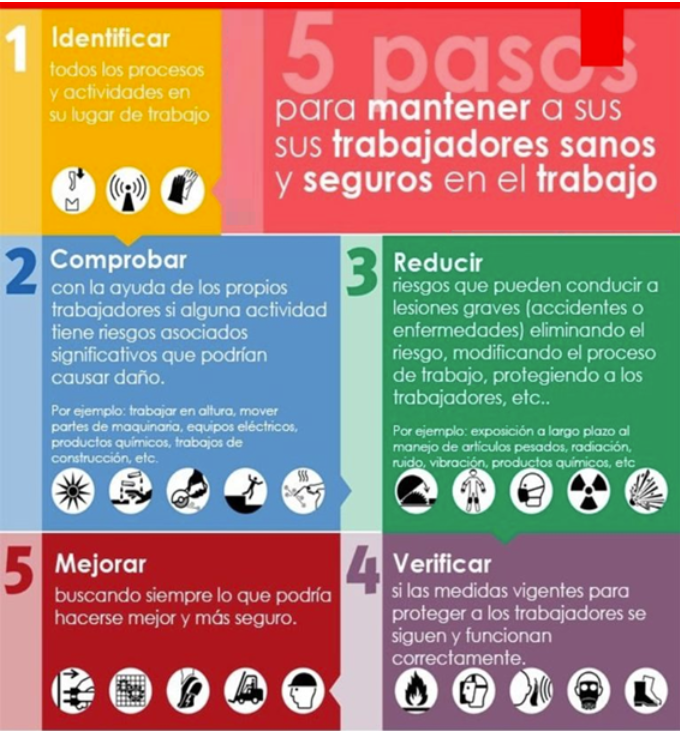 1
Identificar
todos los procesos
y actividades en
su lugar de trabajo
5 pasos
para mantener a sus
sus trabajadores sanos
y seguros en el trabajo
2
Comprobar
con la ayuda de los propios
trabajadores si alguna actividad
tiene riesgos asociados
significativos que podrían
causar daño.
Por ejemplo: trabajar en altura, mover
partes de maquinaria, equipos eléctricos,
productos químicos, trabajos de
construcción, etc.
3
Reducir
riesgos que pueden conducir a
lesiones graves (accidentes o
enfermedades) eliminando el
riesgo, modificando el proceso
de trabajo, protegiendo a los
trabajadores, etc..
Por ejemplo: exposición a largo plazo al
manejo de artículos pesados, radiación,
ruido, vibración, productos químicos, etc
5
Mejorar
buscando siempre lo que podría
hacerse mejor y más seguro.
4
Verificar
si las medidas vigentes para
proteger a los trabajadores se
siguen y funcionan
correctamente.